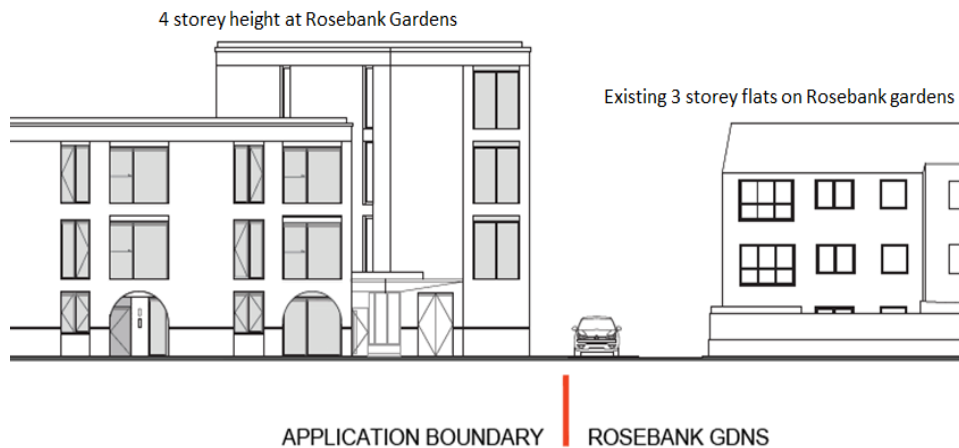 4 storey height at Rosebank Gardens
Existing 3 storey flats on Rosebank gardens
APPLICATION BOUNDARY
ROSEBANK GDNS